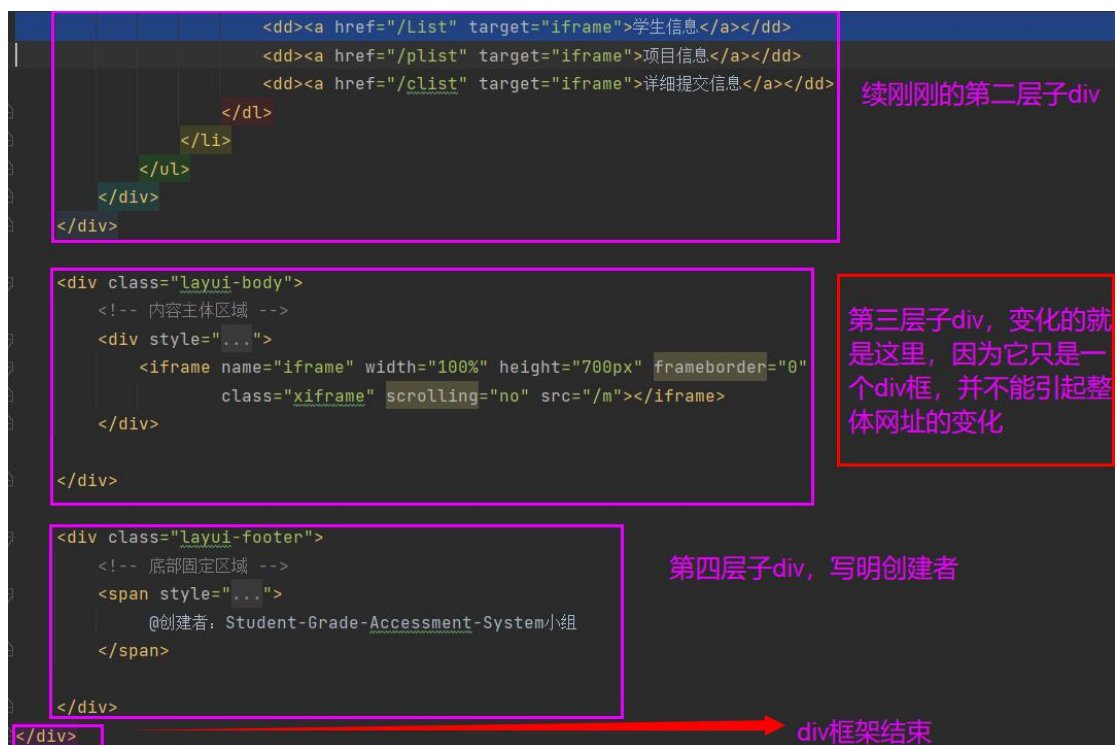 <dd><a href="/List" target="iframe">学生信息</a></dd>
<dd><a href="/plist" target="iframe">项目信息</a></dd>
<dd><a href="/clist" target="iframe">详细提交信息</a></dd>
续刚刚的第二层子div
</dl>
</li>
</ul>
</div>
</div>
<div class="layui-body">
<!-- 内容主体区域 -->
<div style="...">
<iframe name="iframe" width="100%" height="700px" frameborder="0"
class="xiframe" scrolling="no" src="/m"></iframe>
</div>
</div>
第三层子div，变化的就
是这里，因为它只是一
个div框，并不能引起整
体网址的变化
<div class="layui-footer">
<!-- 底部固定区域 -->
<span style="...">
@创建者：Student-Grade-Accessment-System小组
</span>
</div>
第四层子div，写明创建者
</div>
div框架结束